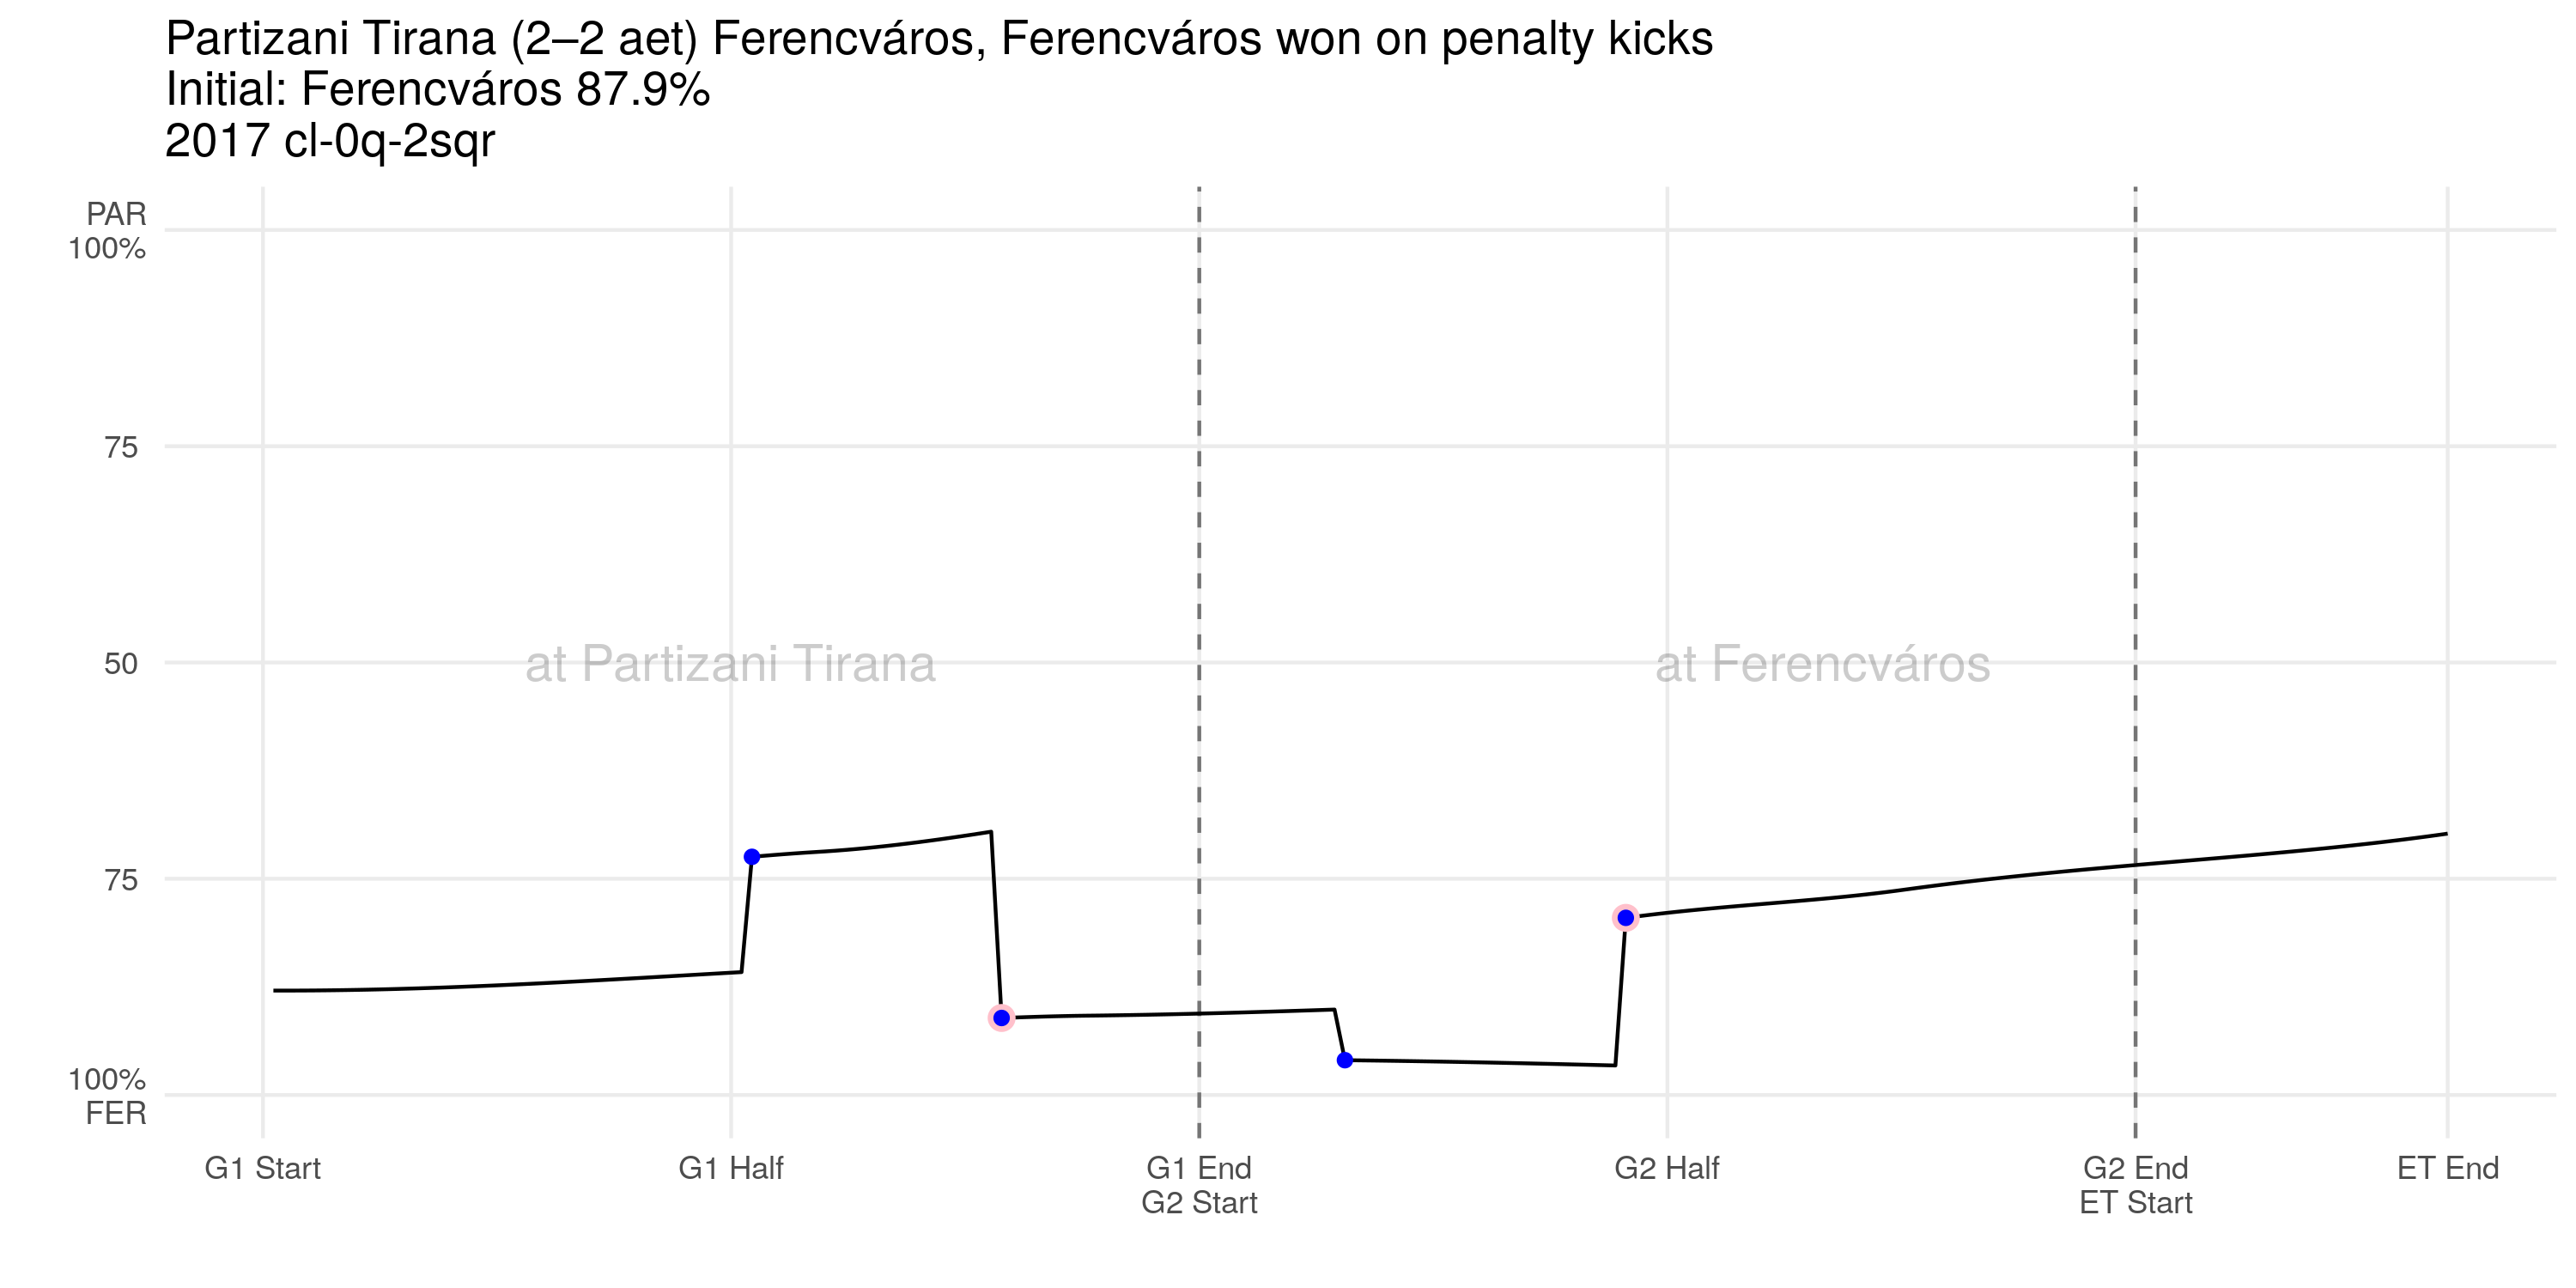 Partizani Tirana (2–2 aet) Ferencváros, Ferencváros won on penalty kicks
Initial: Ferencváros 87.9%
2017 cl-0q-2sqr
PAR
100%
75
50
75
100%
FER
at Partizani Tirana
at Ferencváros
G1 Start
G1 Half
G1 End
G2 Start
G2 Half
G2 End
ET Start
ET End